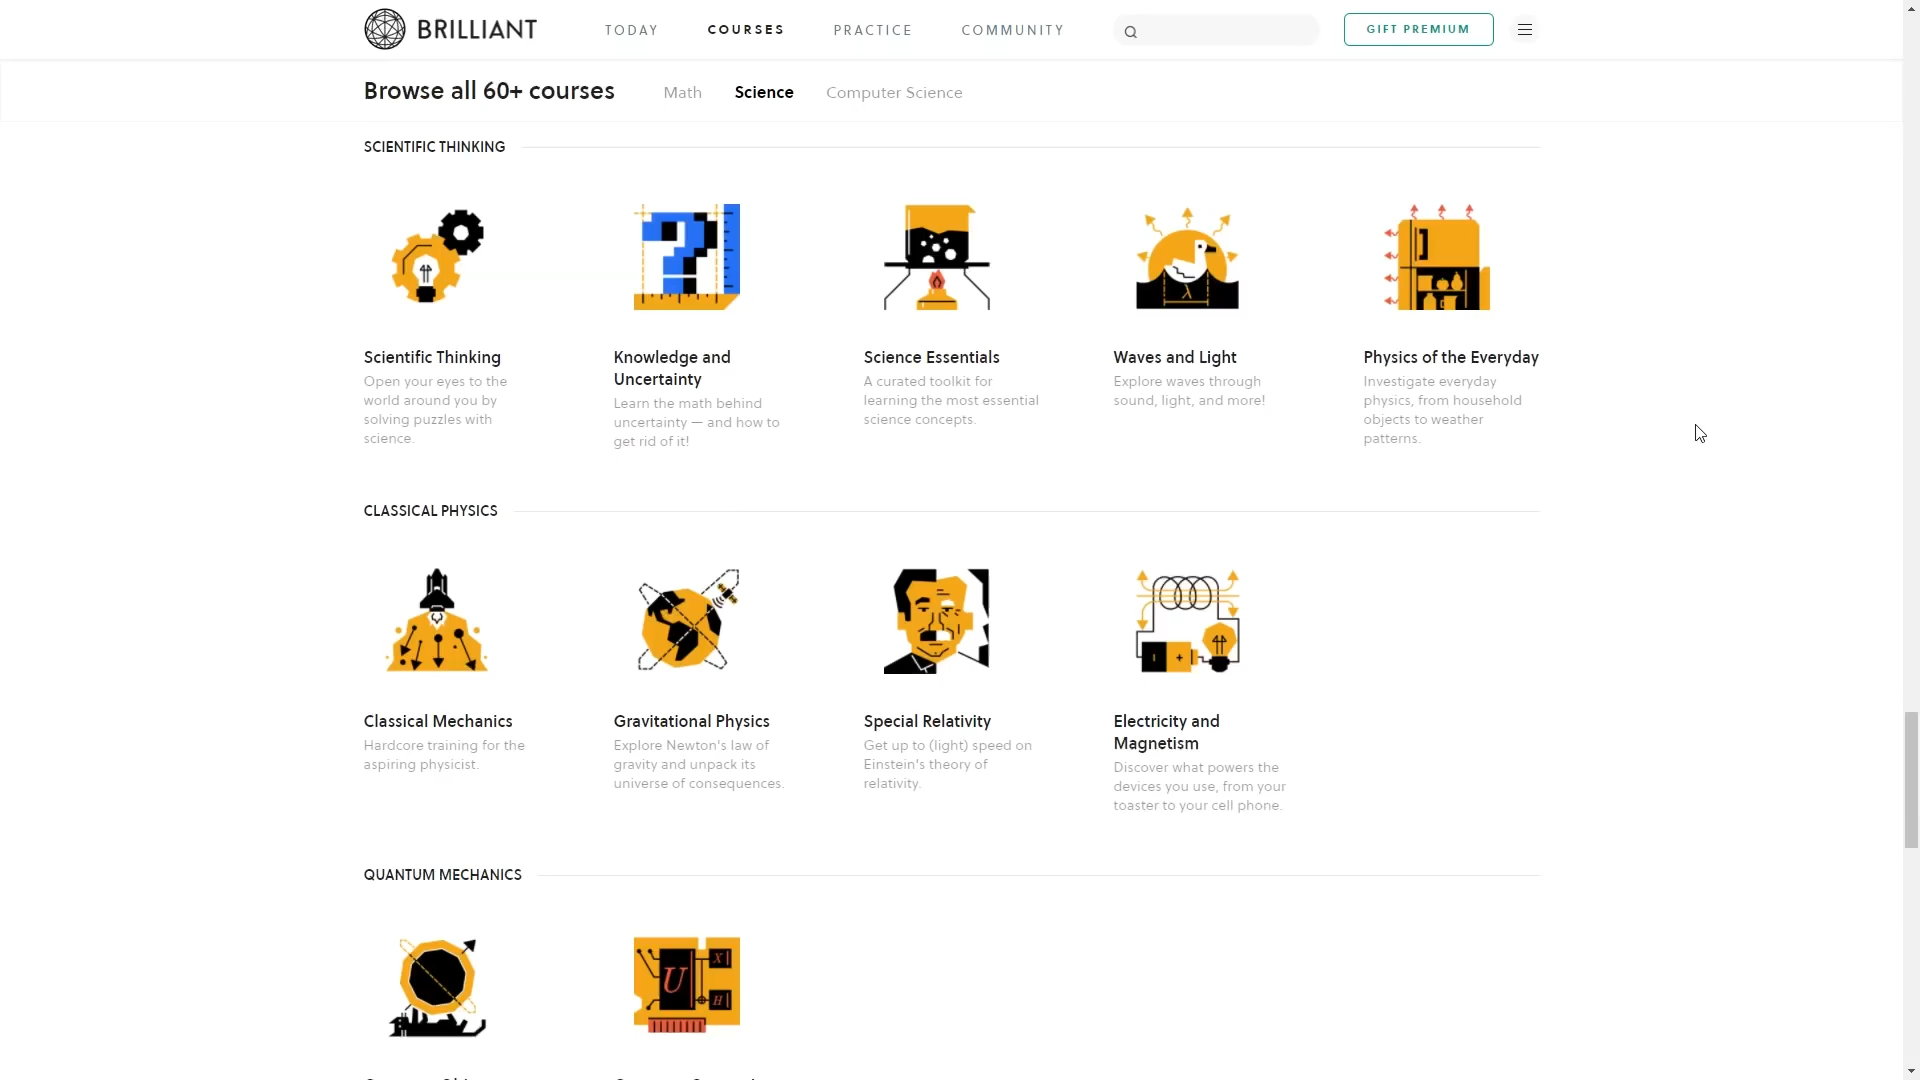 BRILLIANT
TODAY
COURSES
PRACTICE
COMMUNITY
GIFT PREMIUM
Browse all 60+ courses
Math
Science
Computer Science
SCIENTIFIC THINKING
?
λ
Scientific Thinking
Open your eyes to the
world around you by
solving puzzles with
science.
Knowledge and
Uncertainty
Learn the math behind
uncertainty — and how to
get rid of it!
Science Essentials
A curated toolkit for
learning the most essential
science concepts.
Waves and Light
Explore waves through
sound, light, and more!
Physics of the Everyday
Investigate everyday
physics, from household
objects to weather
patterns.
CLASSICAL PHYSICS
Classical Mechanics
Hardcore training for the
aspiring physicist.
Gravitational Physics
Explore Newton's law of
gravity and unpack its
universe of consequences.
Special Relativity
Get up to (light) speed on
Einstein's theory of
relativity.
Electricity and
Magnetism
Discover what powers the
devices you use, from your
toaster to your cell phone.
QUANTUM MECHANICS
U
X
H